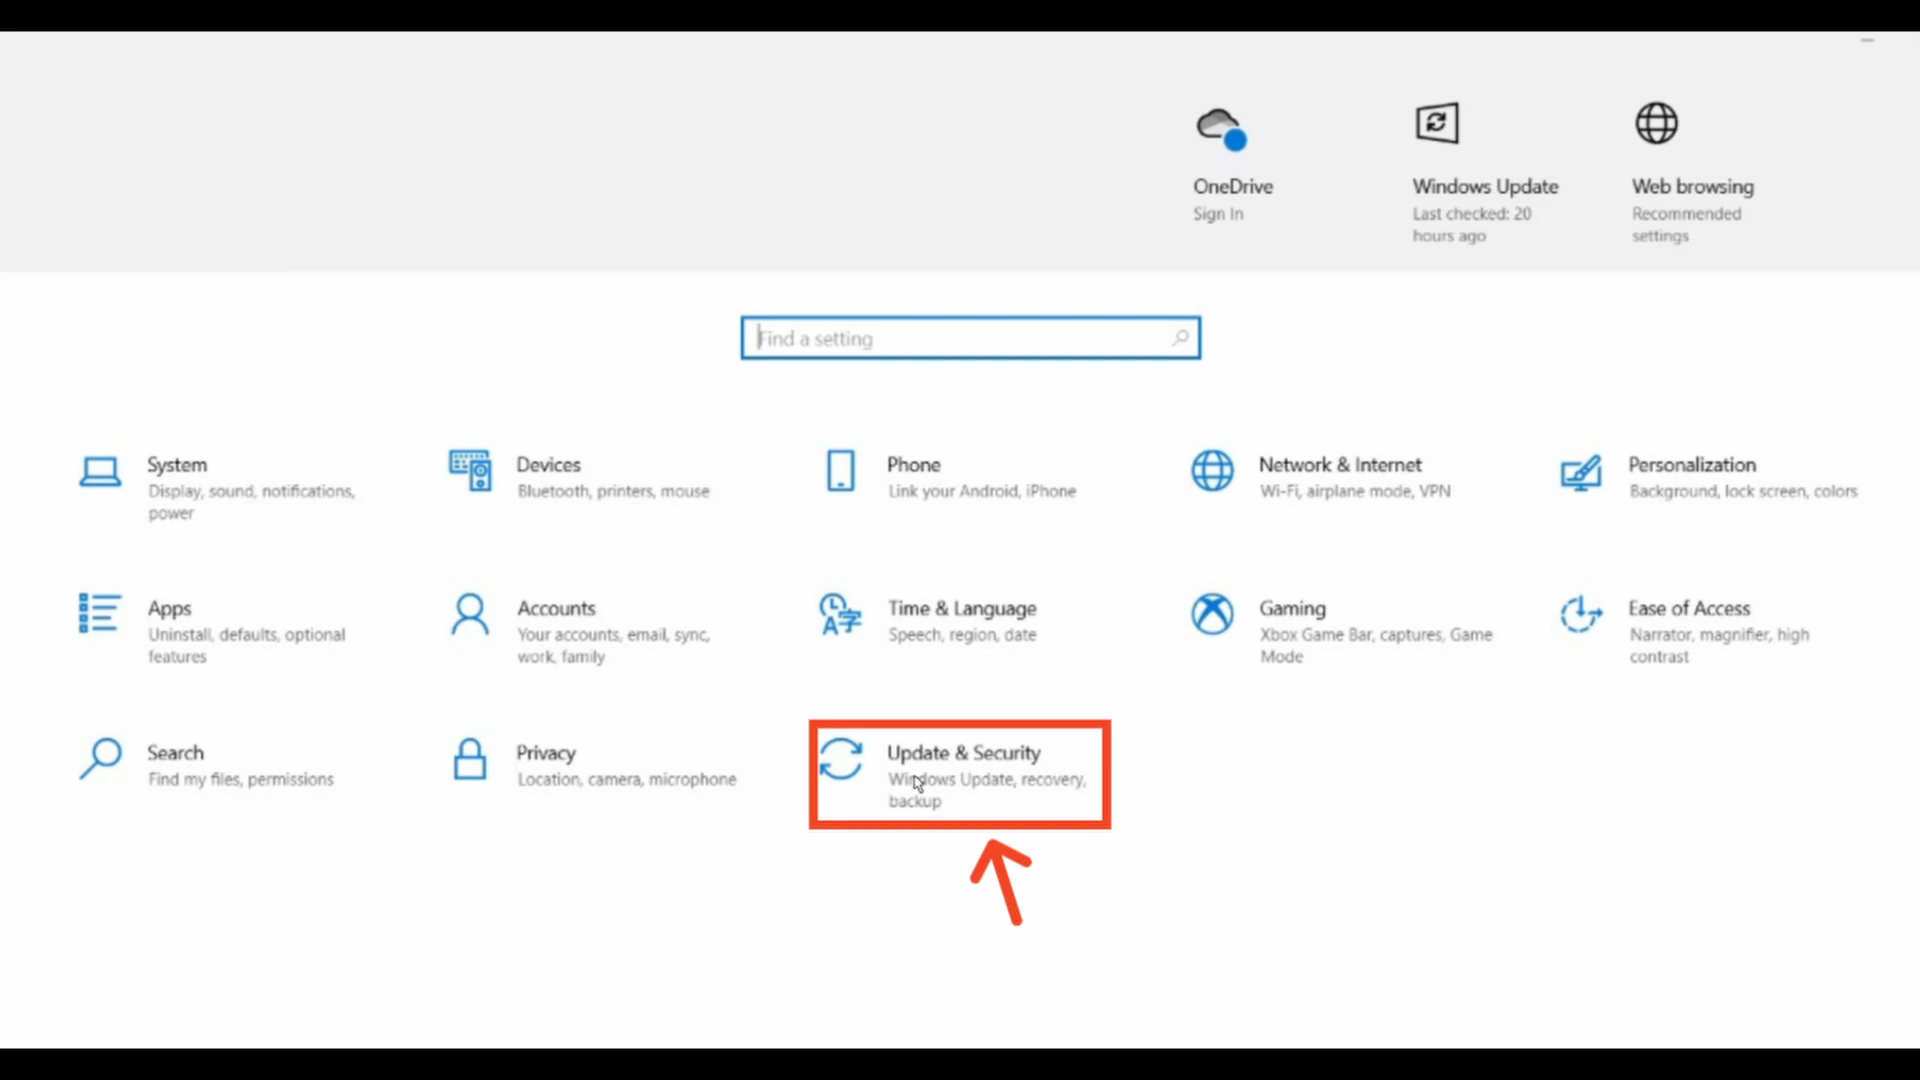 OneDrive
Sign In
Windows Update
Last checked: 20
hours ago
Web browsing
Recommended
settings
Find a setting
System
Display, sound, notifications,
power
Devices
Bluetooth, printers, mouse
Phone
Link your Android, iPhone
Network & Internet
Wi-Fi, airplane mode, VPN
Personalization
Background, lock screen, colors
Apps
Uninstall, defaults, optional
features
Accounts
Your accounts, email, sync,
work, family
Time & Language
Speech, region, date
Gaming
Xbox Game Bar, captures, Game
Mode
Ease of Access
Narrator, magnifier, high
contrast
Search
Find my files, permissions
Privacy
Location, camera, microphone
Update & Security
Windows Update, recovery,
backup